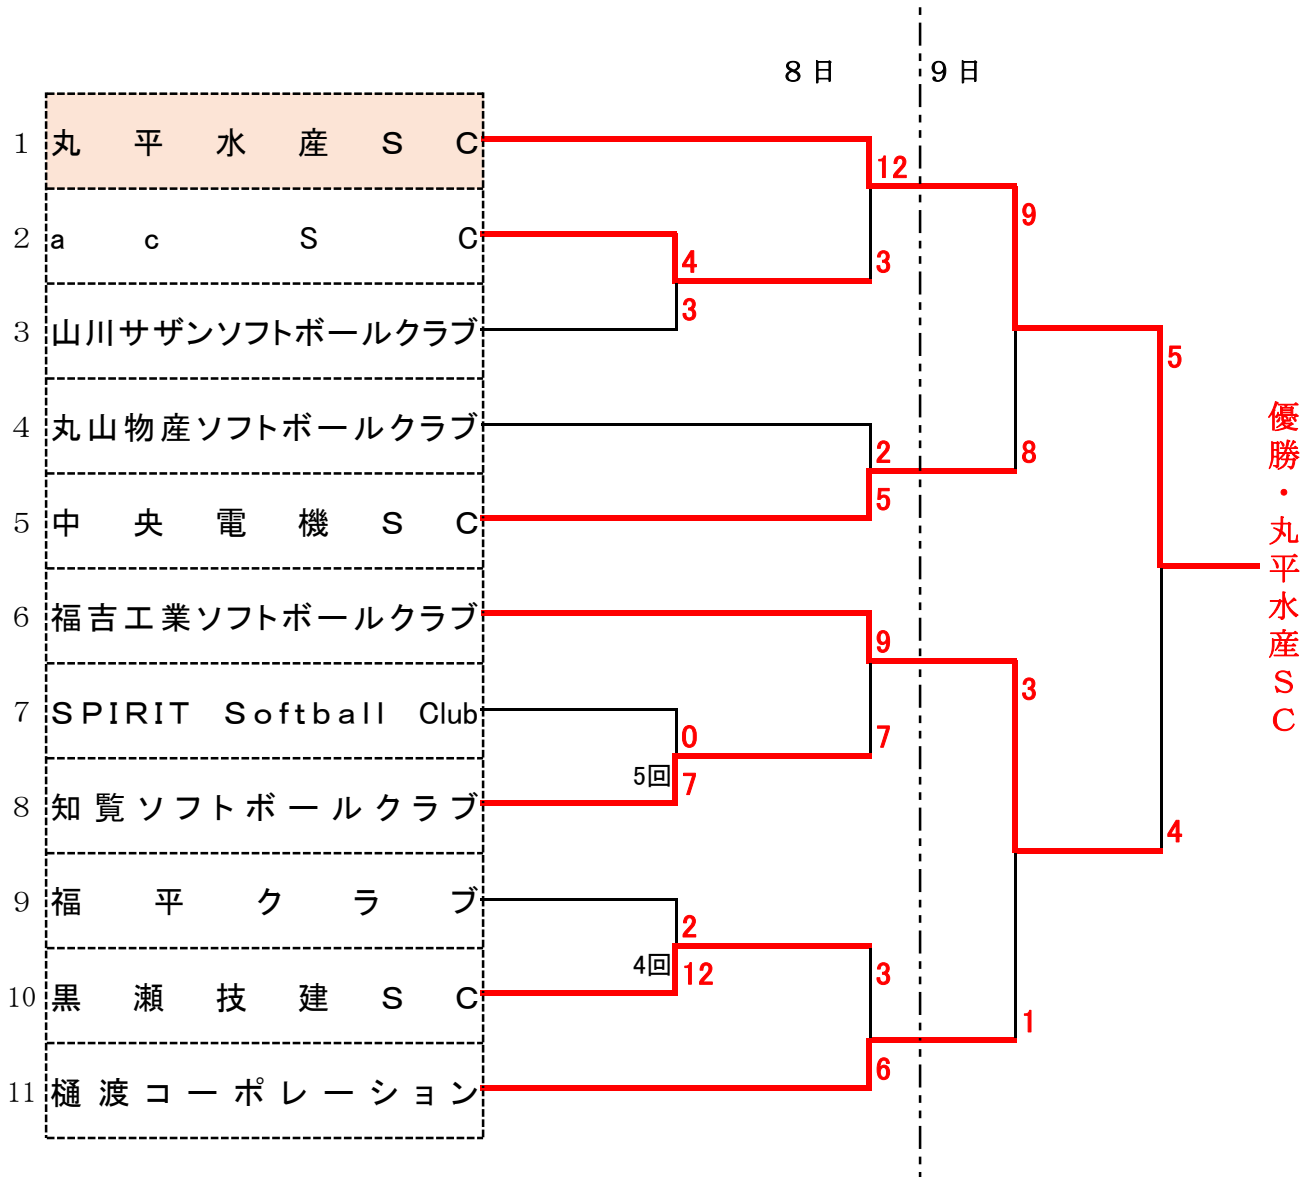 8日 9日
1 丸平水産SC
2 ac SC
3 山川サザンソフトボールクラブ
4 丸山物産ソフトボールクラブ
5 中央電機SC
6 福吉工業ソフトボールクラブ
7 SPIRIT Softball Club
8 知覧ソフトボールクラブ
9 福平クラブ
10 黒瀬技建SC
11 樋渡コーポレーション
4
3
0
5回 7
2
4回 12
12
3
2
5
9
7
3
6
9
8
3
1
5
4
優勝・丸平水産SC